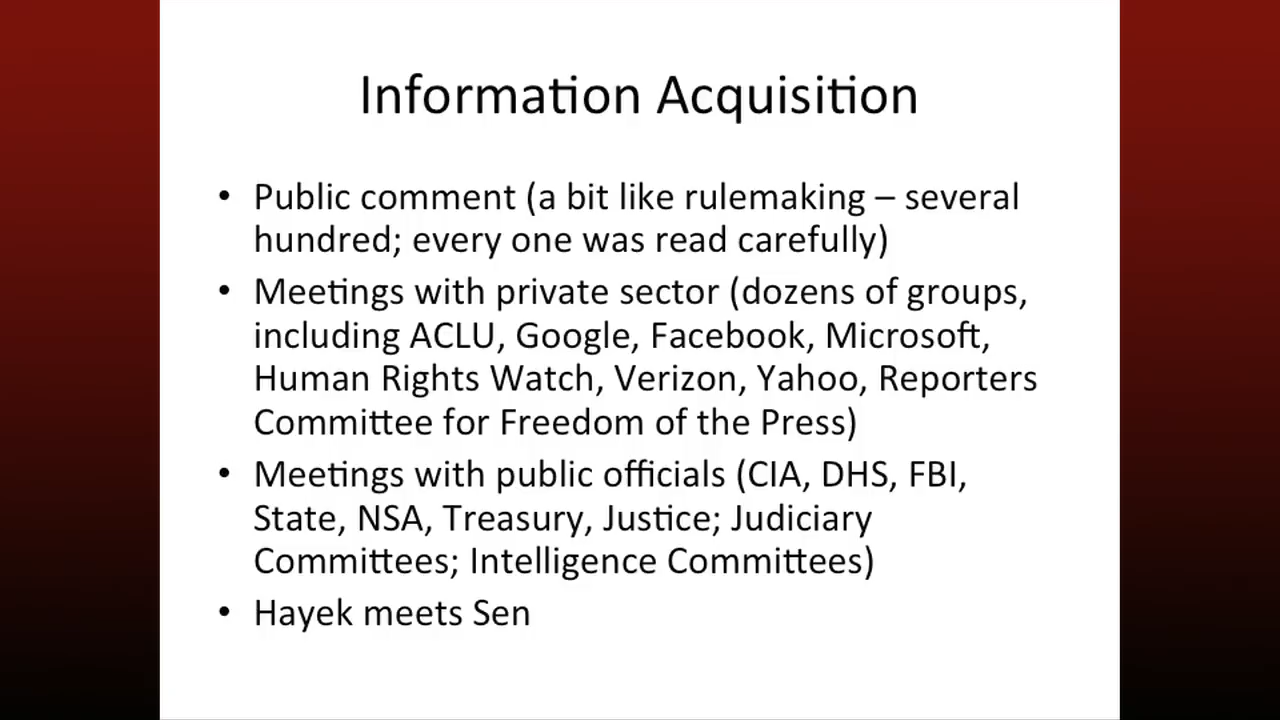 Information Acquisition
• Public comment (a bit like rulemaking – several
hundred; every one was read carefully)
• Meetings with private sector (dozens of groups,
including ACLU, Google, Facebook, Microsoft,
Human Rights Watch, Verizon, Yahoo, Reporters
Committee for Freedom of the Press)
• Meetings with public officials (CIA, DHS, FBI,
State, NSA, Treasury, Justice; Judiciary
Committees; Intelligence Committees)
• Hayek meets Sen